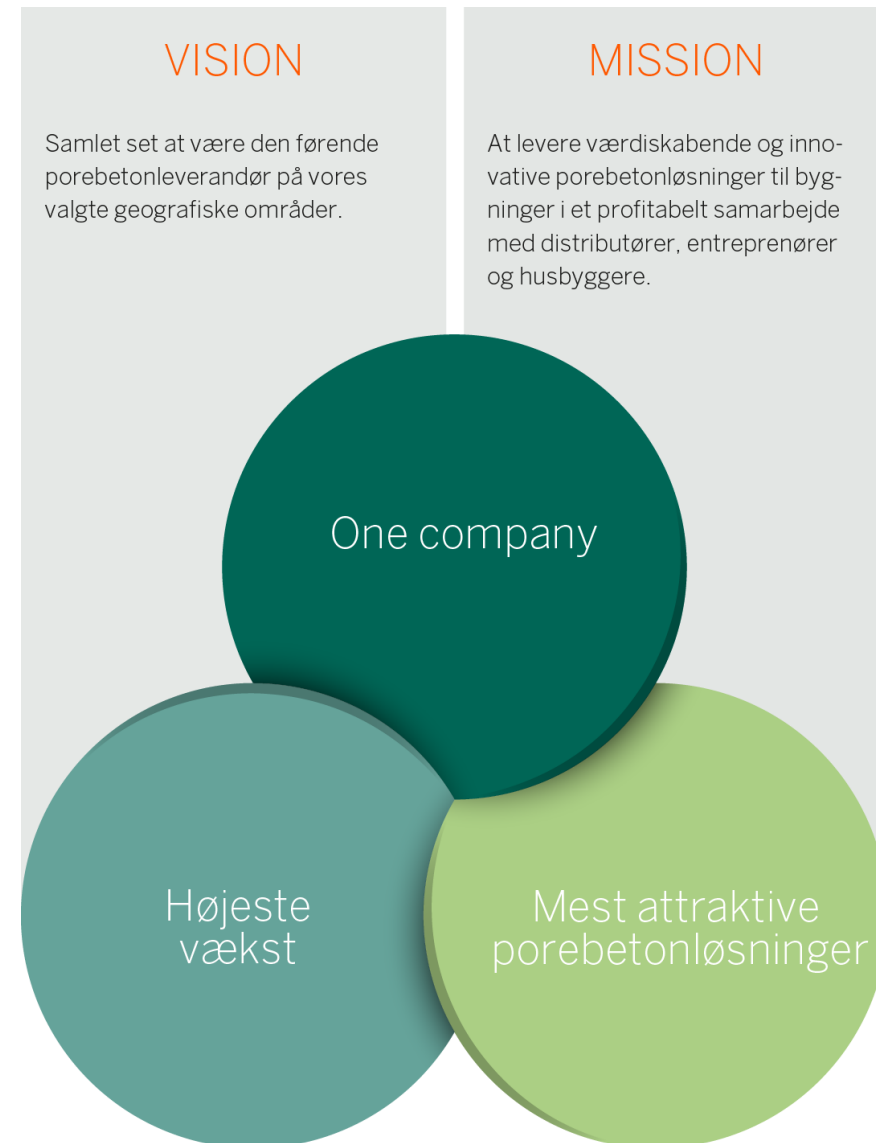 VISION
Samlet set at være den førende
porebetonleverandør på vores
valgte geografiske områder.
MISSION
At levere værdiskabende og inno-
vative porebetonløsninger til byg-
ninger i et profitabelt samarbejde
med distributører, entreprenører
og husbyggere.
One company
Højeste
vækst
Mest attraktive
porebetonløsninger